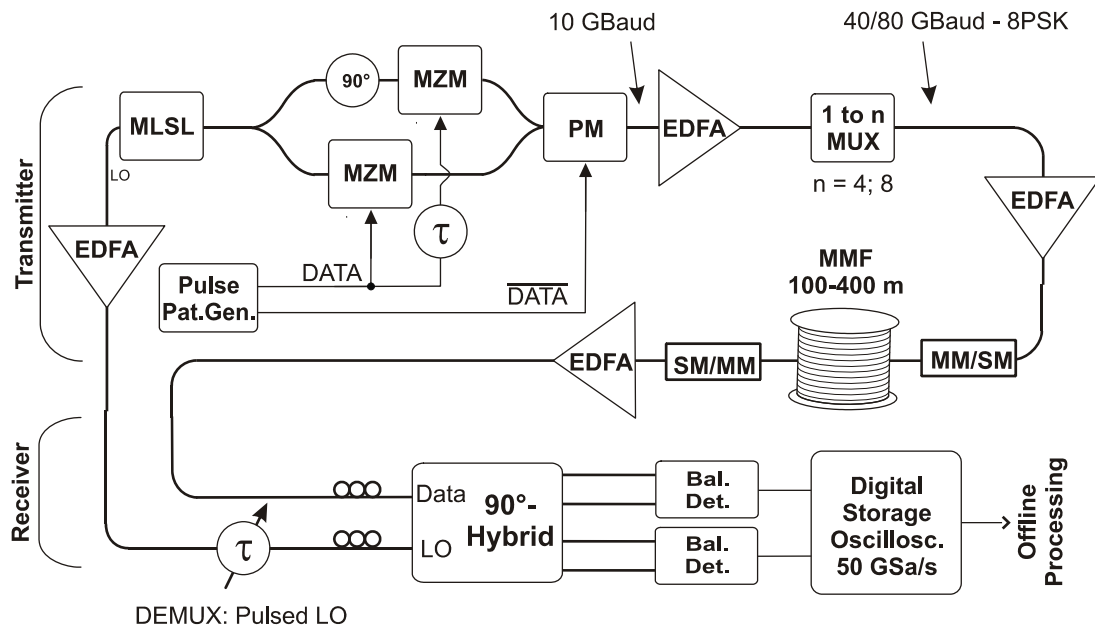 10 GBaud
40/80 GBaud - 8PSK
Transmitter
MLSL
LO
90°
MZM
MZM
PM
EDFA
1 to n
MUX
n = 4; 8
EDFA
EDFA
τ
DATA
DATA
Pulse
Pat.Gen.
MMF
100-400 m
EDFA
SM/MM
MM/SM
Receiver
Data
LO
90°-
Hybrid
Bal.
Det.
Bal.
Det.
Digital
Storage
Oscillosc.
50 GSa/s
Offline
Processing
τ
DEMUX: Pulsed LO